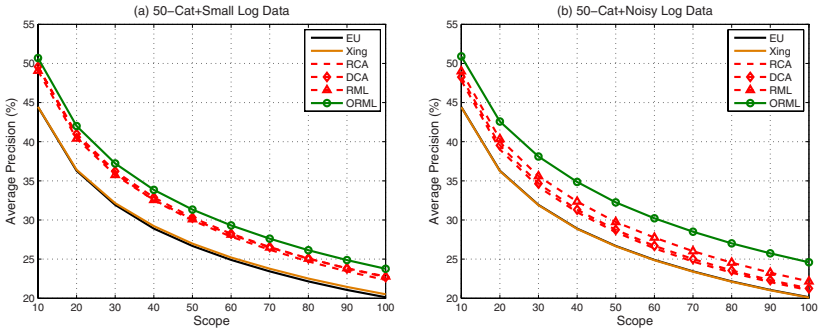 (a) 50-Cat+Small Log Data
Average Precision (%)
55
50
45
40
35
30
25
20
10 20 30 40 50 60 70 80 90 100
Scope
EU
Xing
RCA
DCA
RML
ORML
(b) 50-Cat+Noisy Log Data
Average Precision (%)
55
50
45
40
35
30
25
20
10 20 30 40 50 60 70 80 90 100
Scope
EU
Xing
RCA
DCA
RML
ORML